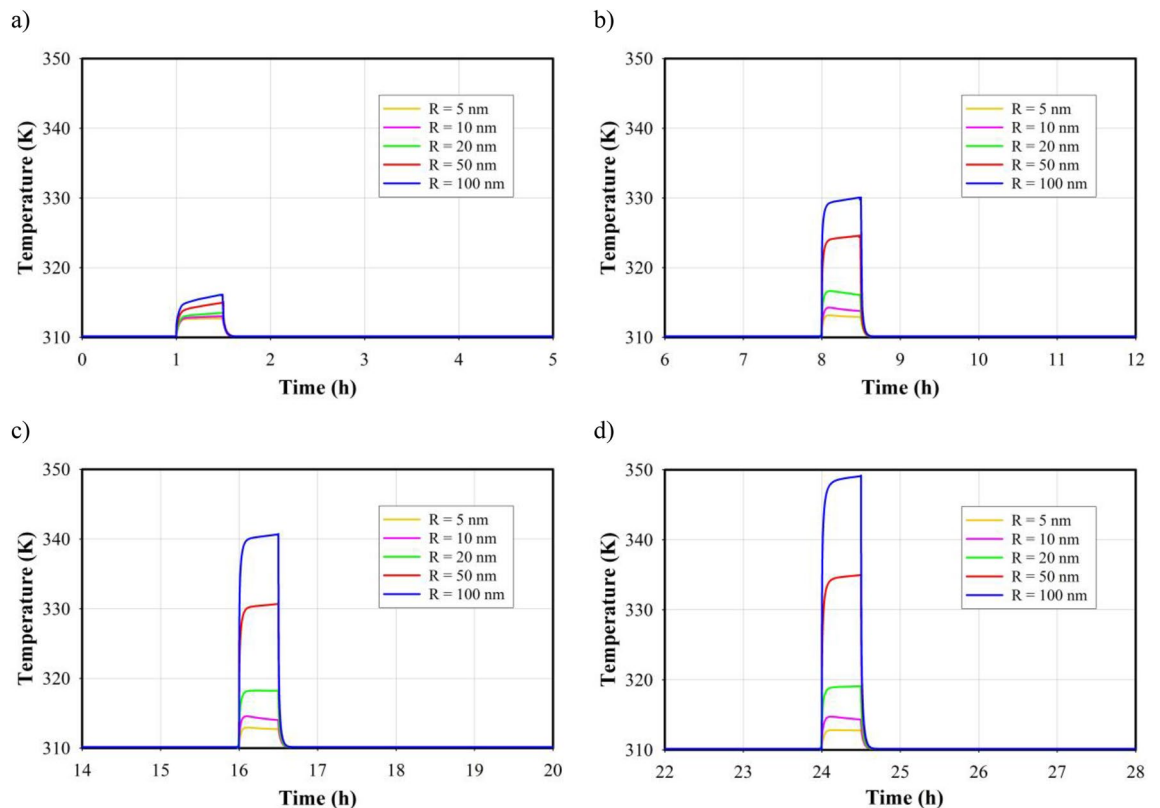 a)
350
340
330
320
310
Temperature (K)
R = 5 nm
R = 10 nm
R = 20 nm
R = 50 nm
R = 100 nm
0 1 2 3 4 5
Time (h)
b)
350
340
330
320
310
Temperature (K)
R = 5 nm
R = 10 nm
R = 20 nm
R = 50 nm
R = 100 nm
6 7 8 9 10 11 12
Time (h)
c)
350
340
330
320
310
Temperature (K)
R = 5 nm
R = 10 nm
R = 20 nm
R = 50 nm
R = 100 nm
14 15 16 17 18 19 20
Time (h)
d)
350
340
330
320
310
Temperature (K)
R = 5 nm
R = 10 nm
R = 20 nm
R = 50 nm
R = 100 nm
22 23 24 25 26 27 28
Time (h)